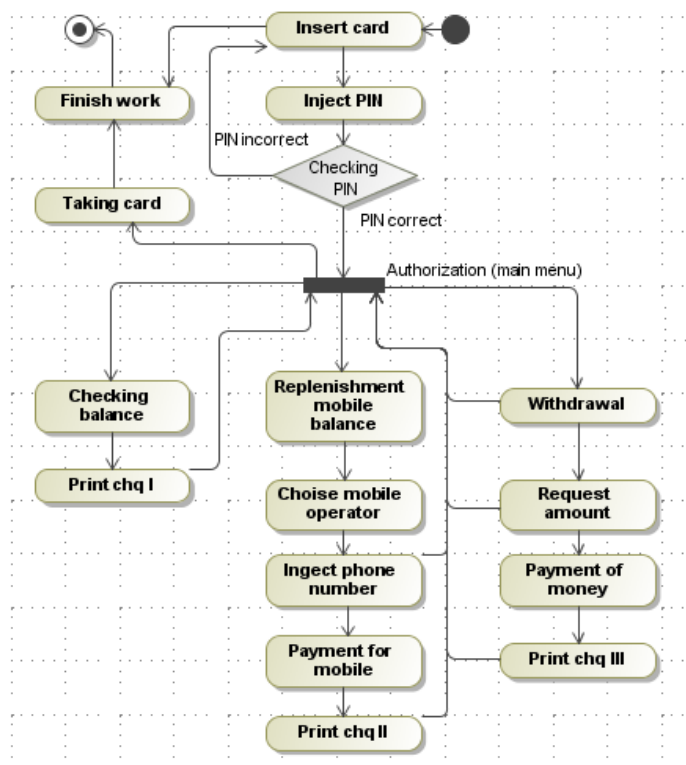 Insert card
Finish work
Inject PIN
PIN incorrect
Checking
PIN
Taking card
PIN correct
Authorization (main menu)
Checking
balance
Replenishment
mobile
balance
Withdrawal
Print chq I
Choise mobile
operator
Request
amount
Ingect phone
number
Payment of
money
Payment for
mobile
Print chq III
Print chq II